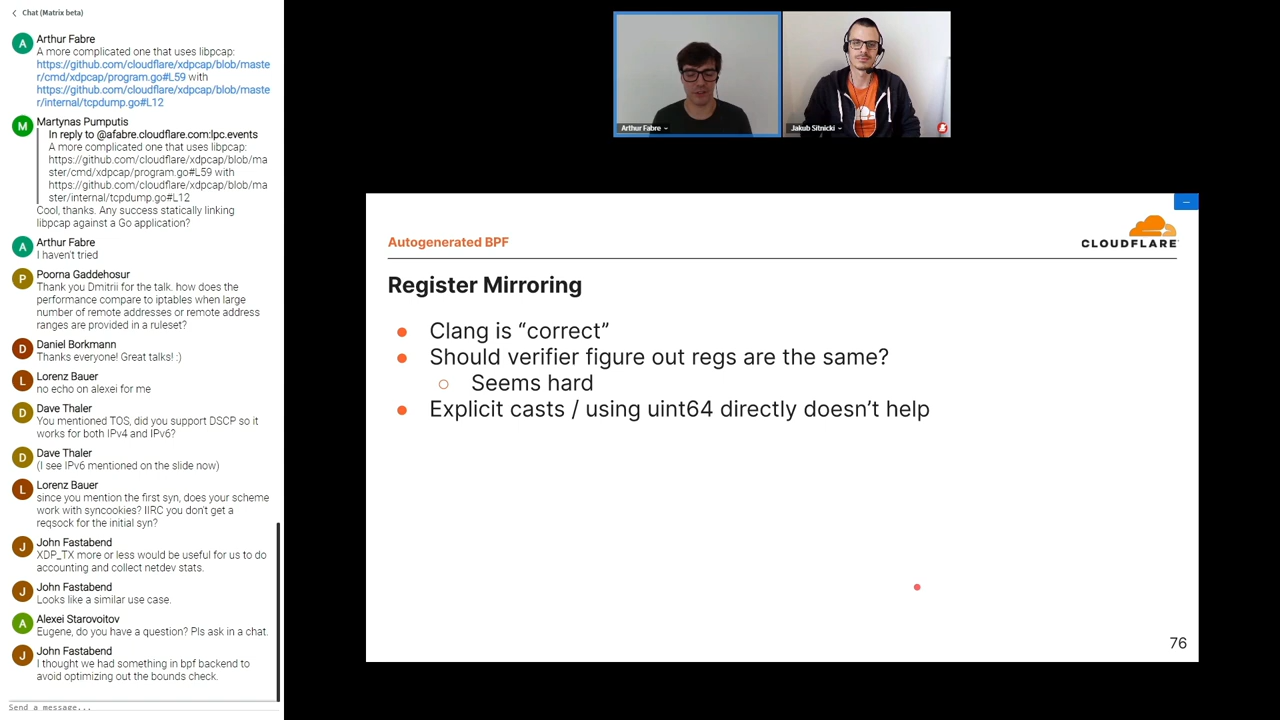 Chat (Matrix beta)
Arthur Fabre
A more complicated one that uses libpcap:
https://github.com/cloudflare/xdpcap/blob/maste
r/cmd/xdpcap/program.go#L59 with
https://github.com/cloudflare/xdpcap/blob/maste
r/internal/tcpdump.go#L12
Martynas Pumputis
In reply to @afabre.cloudflare.com:lpc.events
A more complicated one that uses libpcap:
https://github.com/cloudflare/xdpcap/blob/ma
ster/cmd/xdpcap/program.go#L59 with
https://github.com/cloudflare/xdpcap/blob/ma
ster/internal/tcpdump.go#L12
Cool, thanks. Any success statically linking
libpcap against a Go application?
Arthur Fabre
I haven't tried
Poorna Gaddehosur
Thank you Dmitrii for the talk. how does the
performance compare to iptables when large
number of remote addresses or remote address
ranges are provided in a ruleset?
Daniel Borkmann
Thanks everyone! Great talks! :)
Lorenz Bauer
no echo on alexei for me
Dave Thaler
You mentioned TOS, did you support DSCP so it
works for both IPv4 and IPv6?
Dave Thaler
(I see IPv6 mentioned on the slide now)
Lorenz Bauer
since you mention the first syn, does your scheme
work with syncookies? IIRC you don't get a
reqsock for the initial syn?
John Fastabend
XDP_TX more or less would be useful for us to do
accounting and collect netdev stats.
John Fastabend
Looks like a similar use case.
Alexei Starovoitov
Eugene, do you have a question? Pls ask in a chat.
John Fastabend
I thought we had something in bpf backend to
avoid optimizing out the bounds check.
Send a message...
A
M
A
P
D
L
D
D
L
J
J
A
J
Arthur Fabre
Jakub Sitnicki
Autogenerated BPF
CLOUDFLARE
Register Mirroring
Clang is “correct”
Should verifier figure out regs are the same?
Seems hard
Explicit casts / using uint64 directly doesn’t help
76